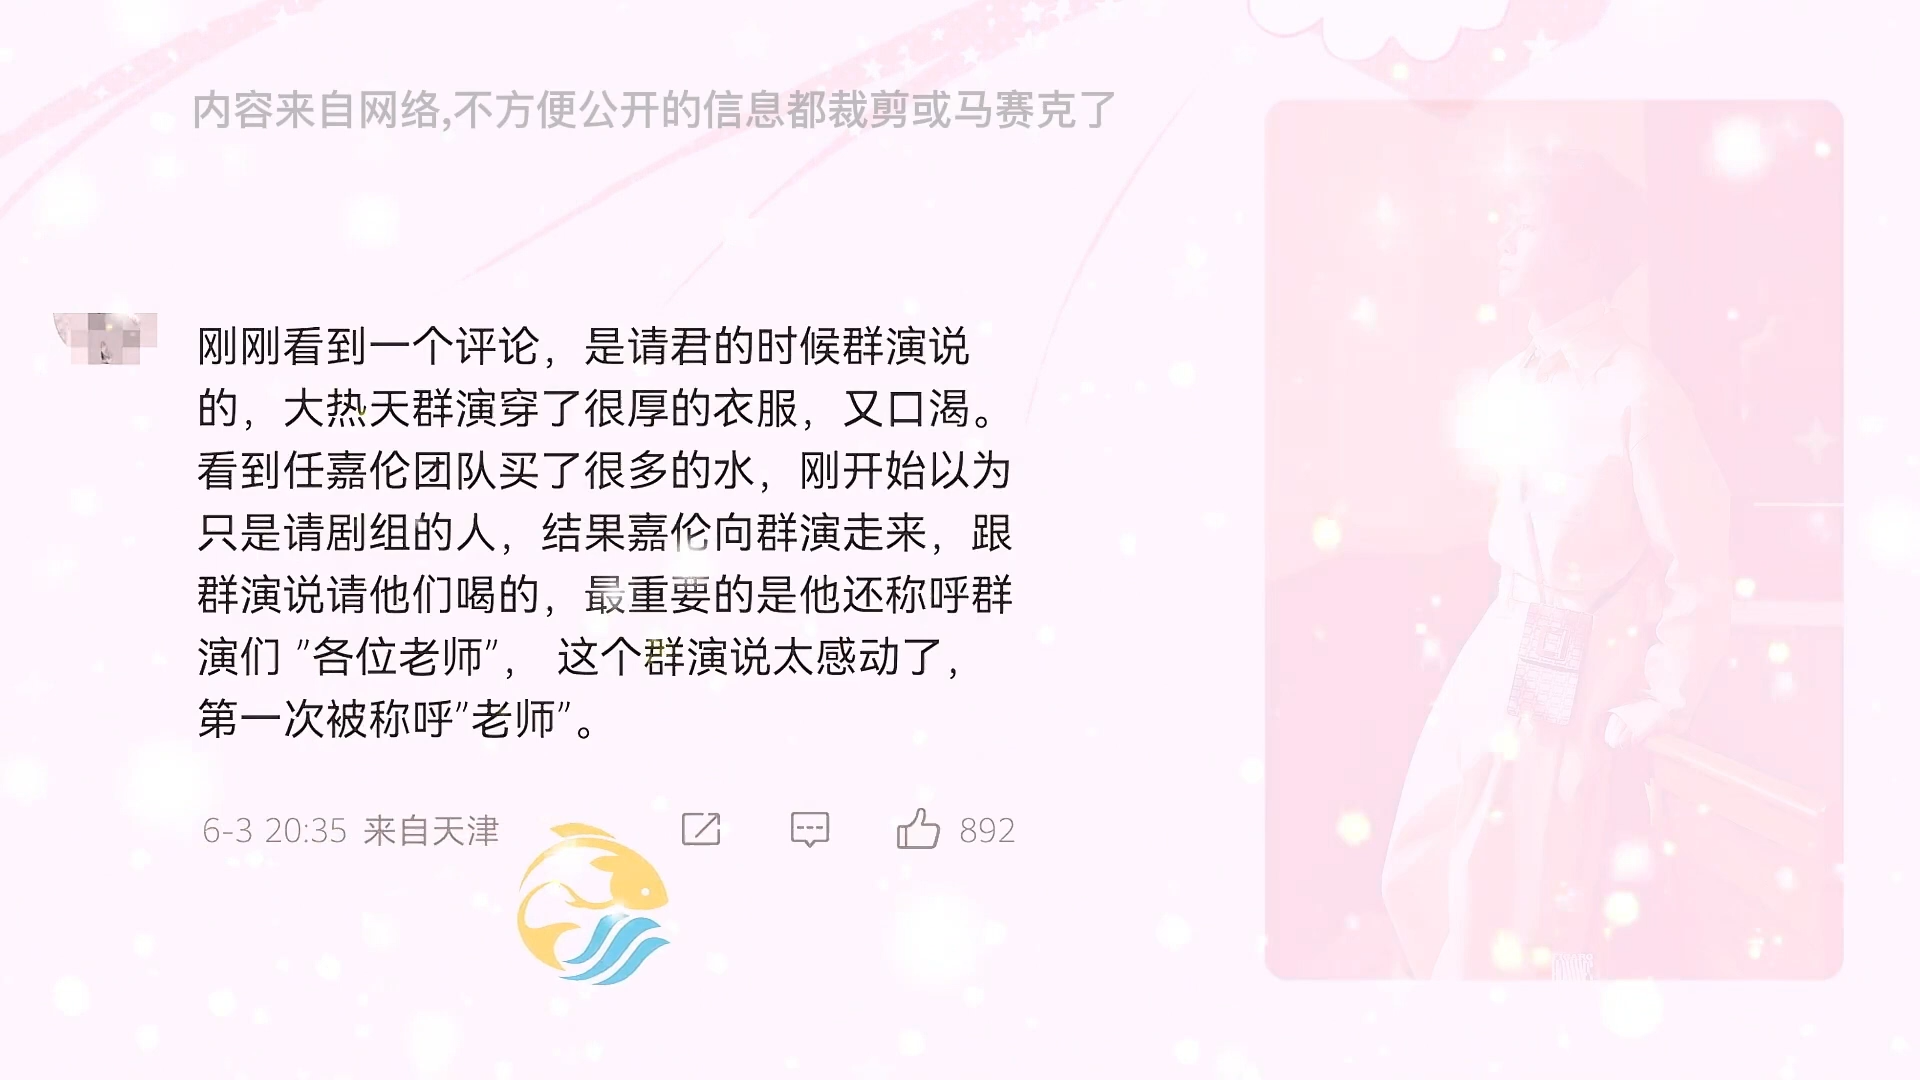 内容来自网络,不方便公开的信息都裁剪或马赛克了
刚刚看到一个评论，是请君的时候群演说
的，大热天群演穿了很厚的衣服，又口渴。
看到任嘉伦团队买了很多的水，刚开始以为
只是请剧组的人，结果嘉伦向群演走来，跟
群演说请他们喝的，最重要的是他还称呼群
演们 "各位老师"， 这个群演说太感动了，
第一次被称呼"老师"。
6-3 20:35 来自天津 892